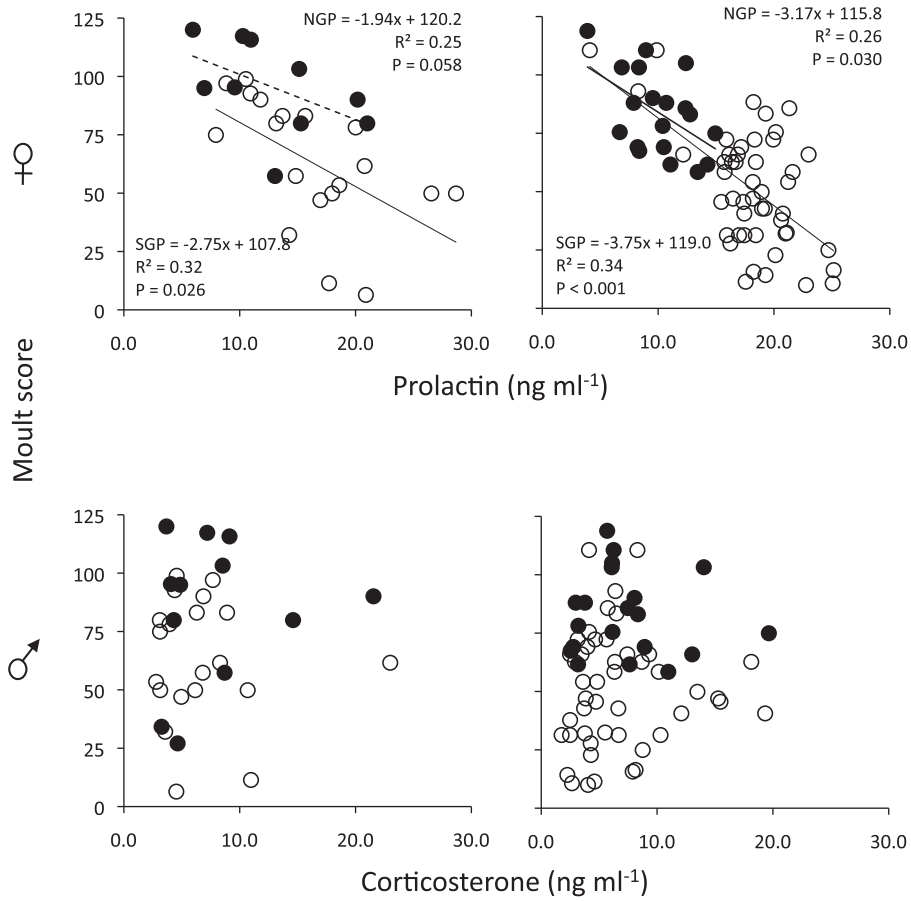 125
100
75
50
25
0
0.0 10.0 20.0 30.0
NGP = -1.94x + 120.2
R² = 0.25
P = 0.058
SGP = -2.75x + 107.8
R² = 0.32
P = 0.026
NGP = -3.17x + 115.8
R² = 0.26
P = 0.030
SGP = -3.75x + 119.0
R² = 0.34
P < 0.001
0.0 10.0 20.0 30.0
Prolactin (ng ml⁻¹)
♀
Moult score
♂
125
100
75
50
25
0
0.0 10.0 20.0 30.0
0.0 10.0 20.0 30.0
Corticosterone (ng ml⁻¹)